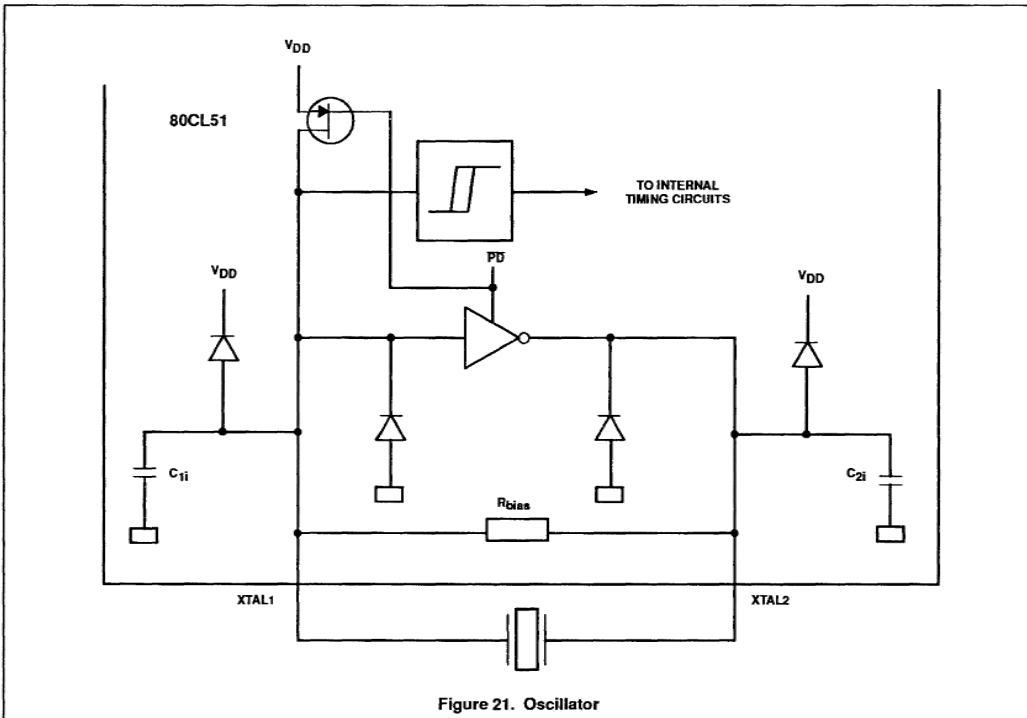 VDD
80CL51
TO INTERNAL
TIMING CIRCUITS
PD
VDD
VDD
C1i
C2i
Rbias
XTAL1
XTAL2
Figure 21. Oscillator